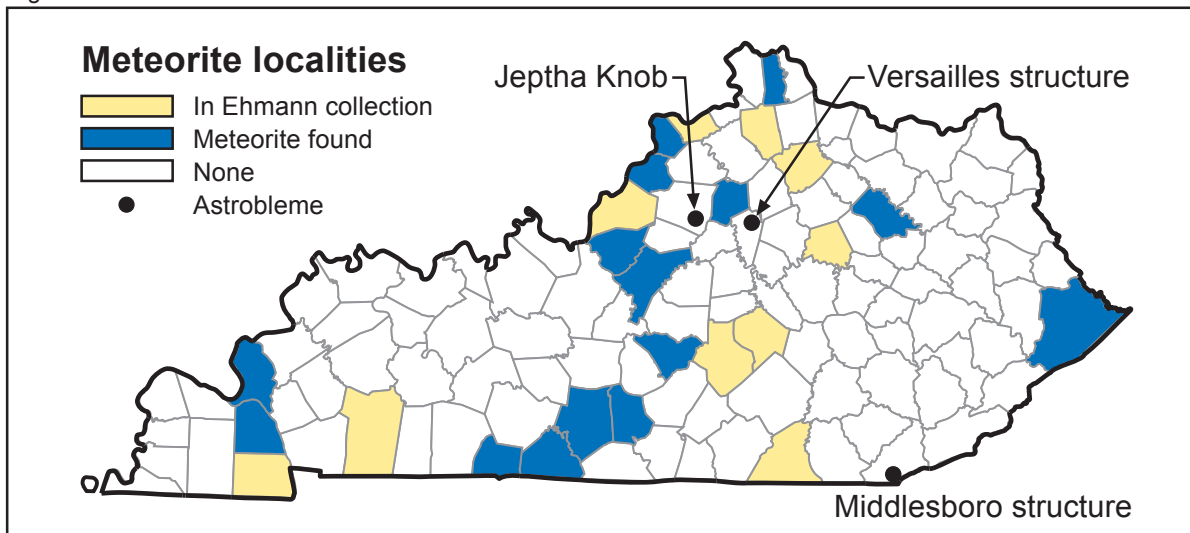 Meteorite localities
In Ehmann collection
Meteorite found
None
Astrobleme
Jeptha Knob
Versailles structure
Middlesboro structure